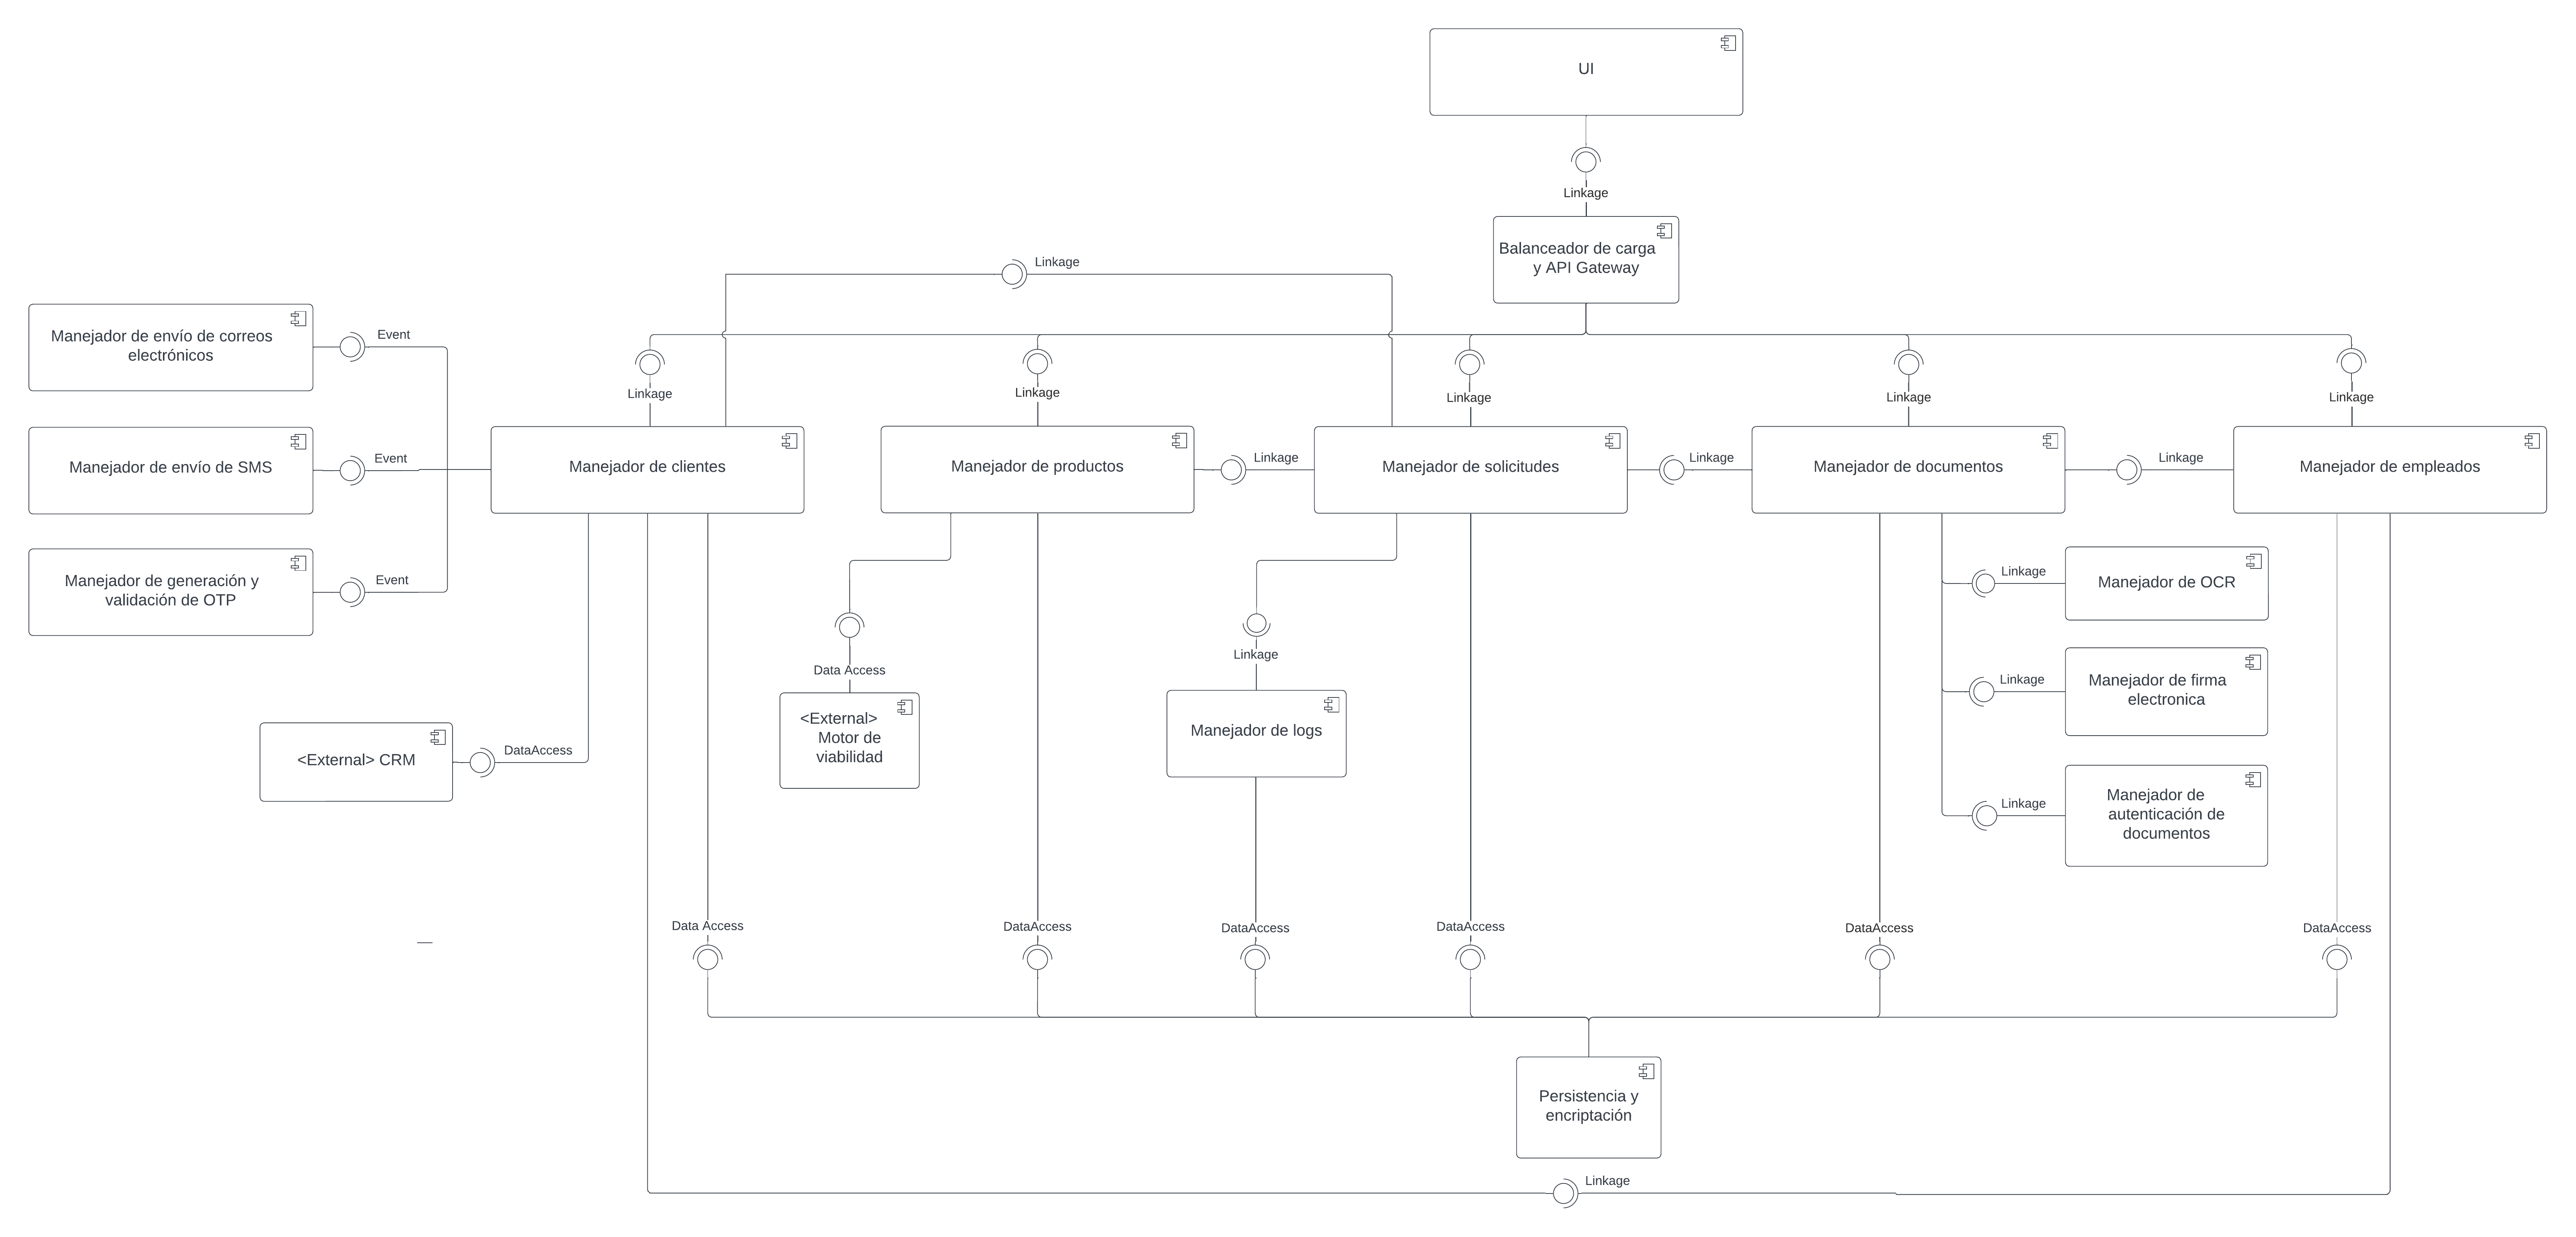 UI
Linkage
Balanceador de carga
y API Gateway
Linkage
Manejador de envío de correos
electrónicos
Event
Linkage
Linkage
Linkage
Linkage
Linkage
Manejador de envío de SMS
Event
Manejador de clientes
Manejador de productos
Linkage
Manejador de solicitudes
Linkage
Manejador de documentos
Linkage
Manejador de empleados
Manejador de generación y
validación de OTP
Event
Linkage
Manejador de OCR
Data Access
Linkage
Linkage
Manejador de firma
electronica
<External> CRM
DataAccess
<External>
Motor de
viabilidad
Manejador de logs
Linkage
Manejador de
autenticación de
documentos
Data Access
DataAccess
DataAccess
DataAccess
DataAccess
DataAccess
Persistencia y
encriptación
Linkage